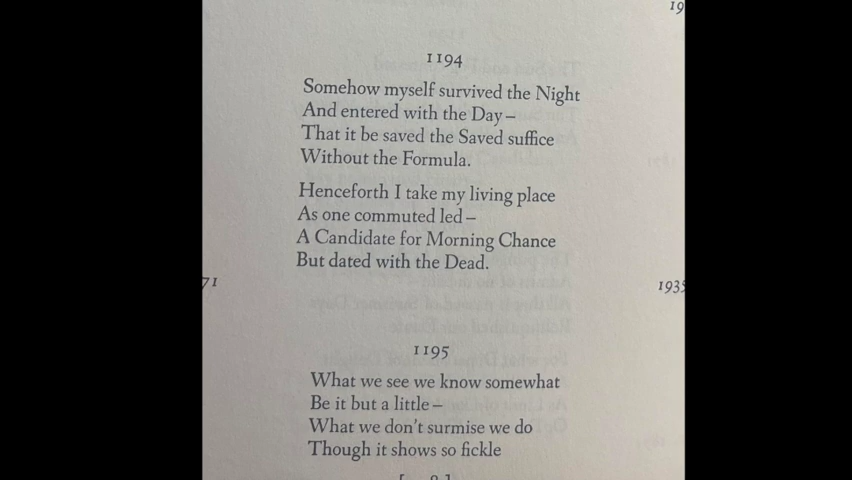 19
1194
Somehow myself survived the Night
And entered with the Day–
That it be saved the Saved suffice
Without the Formula.
Henceforth I take my living place
As one commuted led–
A Candidate for Morning Chance
But dated with the Dead.
71
1935
1195
What we see we know somewhat
Be it but a little–
What we don't surmise we do
Though it shows so fickle